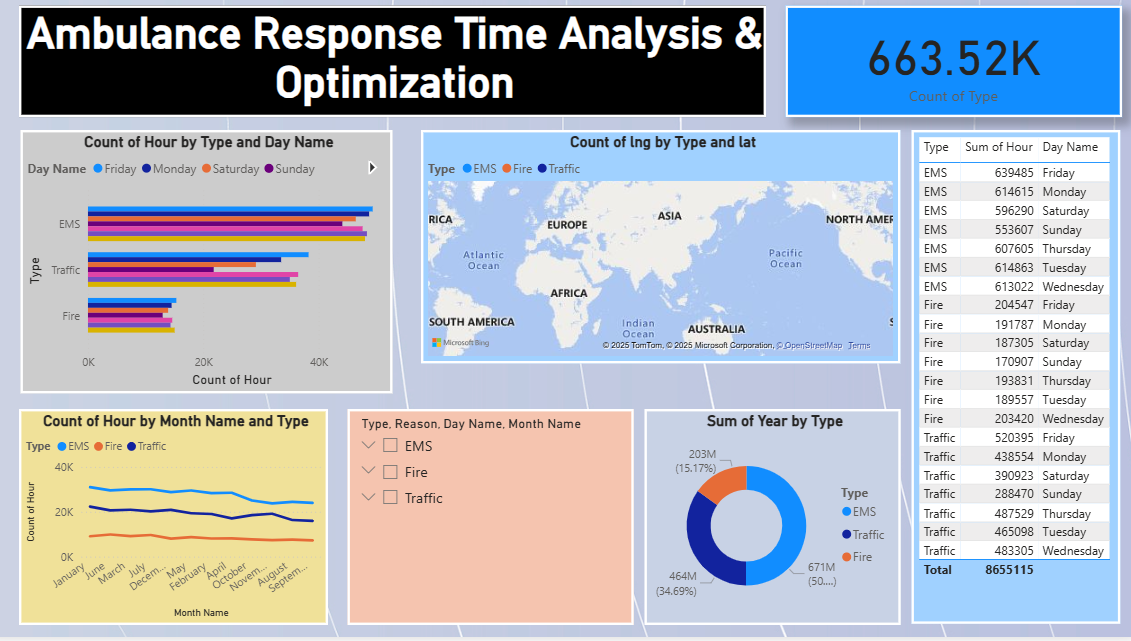 Ambulance Response Time Analysis &
Optimization
663.52K
Count of Type
Count of Hour by Type and Day Name
Day Name Friday Monday Saturday Sunday
EMS
Traffic
Fire
Type
0K 20K 40K
Count of Hour
Count of lng by Type and lat
Type EMS Fire Traffic
RICA
EUROPE
ASIA
NORTH AMER
Atlantic
Ocean
Pacific
Ocean
AFRICA
SOUTH AMERICA
Indian
Ocean
AUSTRALIA
S
Microsoft Bing
© 2025 TomTom, © 2025 Microsoft Corporation, © OpenStreetMap Terms
Type Sum of Hour Day Name
EMS 639485 Friday
EMS 614615 Monday
EMS 596290 Saturday
EMS 553607 Sunday
EMS 607605 Thursday
EMS 614863 Tuesday
EMS 613022 Wednesday
Fire 204547 Friday
Fire 191787 Monday
Fire 187305 Saturday
Fire 170907 Sunday
Fire 193831 Thursday
Fire 189557 Tuesday
Fire 203420 Wednesday
Traffic 520395 Friday
Traffic 438554 Monday
Traffic 390923 Saturday
Traffic 288470 Sunday
Traffic 487529 Thursday
Traffic 465098 Tuesday
Traffic 483305 Wednesday
Total 8655115
Count of Hour by Month Name and Type
Type EMS Fire Traffic
40K
20K
0K
Count of Hour
January June March July Decem... May February April October Novem... August Septem...
Month Name
Type, Reason, Day Name, Month Name
EMS
Fire
Traffic
Sum of Year by Type
203M
(15.17%)
464M
(34.69%)
671M
(50....)
Type
EMS
Traffic
Fire